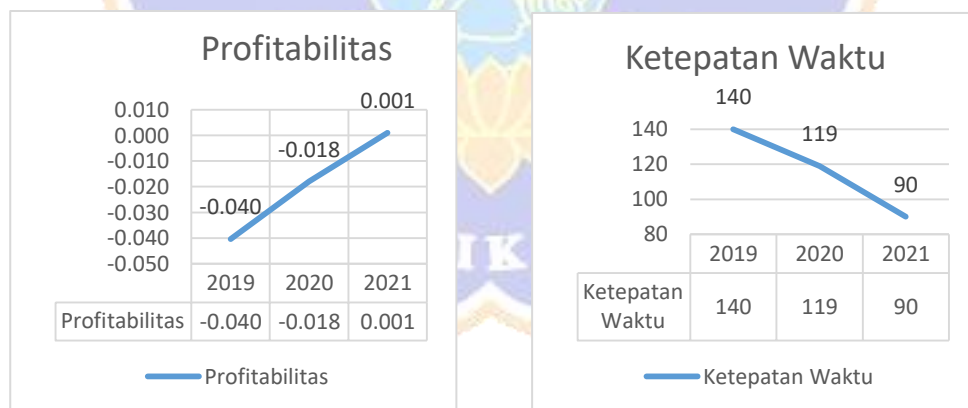 Profitabilitas
0.010
0.000
-0.010
-0.020
-0.030
-0.040
-0.050
-0.040
-0.018
0.001
2019 2020 2021
Profitabilitas -0.040 -0.018 0.001
Profitabilitas
Ketepatan Waktu
140
120
100
80
140
119
90
2019 2020 2021
Ketepatan
Waktu
140 119 90
Ketepatan Waktu
IK